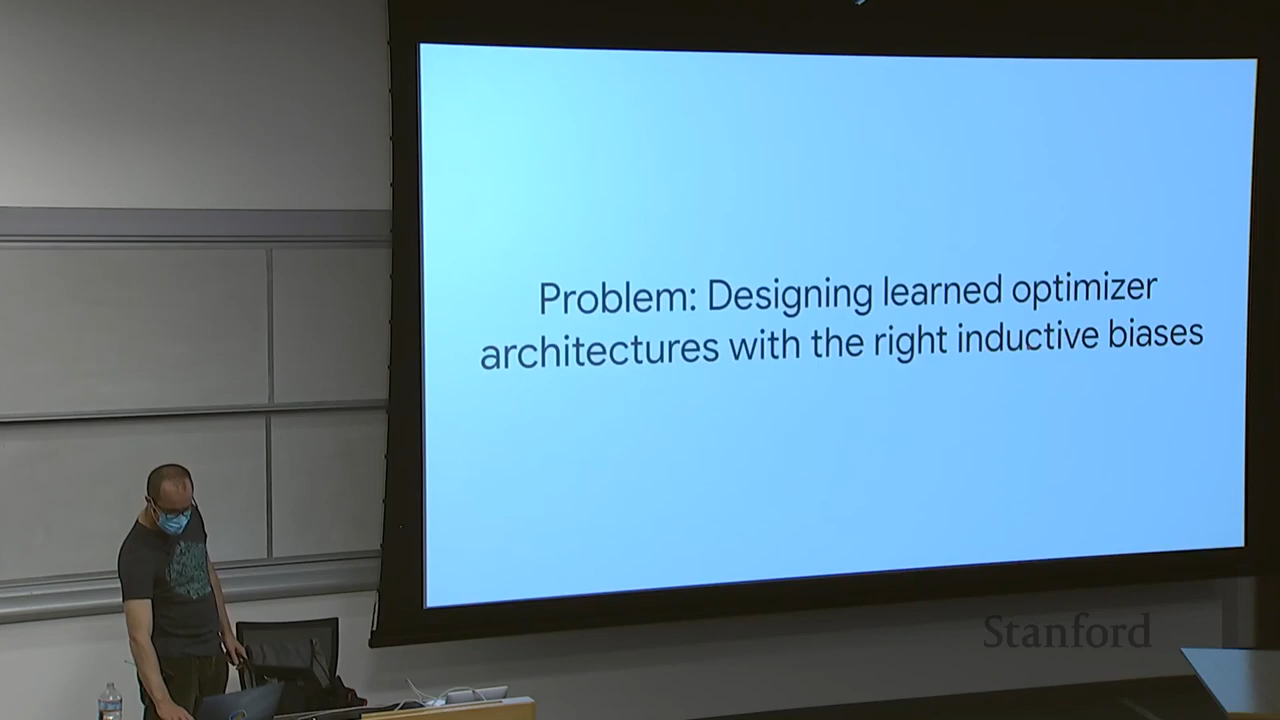 Problem: Designing learned optimizer
architectures with the right inductive biases
Stanford